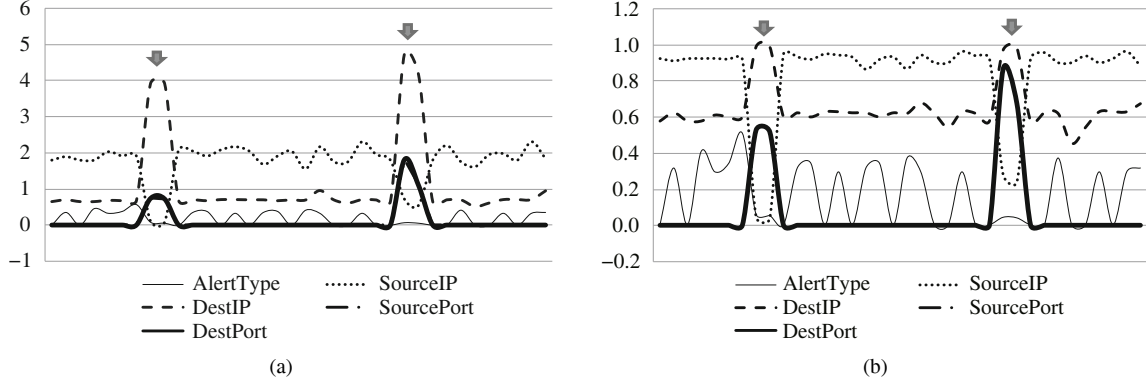 (a)
6
5
4
3
2
1
0
−1
AlertType
SourceIP
DestIP
SourcePort
DestPort
(a)
(b)
1.2
1.0
0.8
0.6
0.4
0.2
0.0
−0.2
AlertType
SourceIP
DestIP
SourcePort
DestPort
(b)